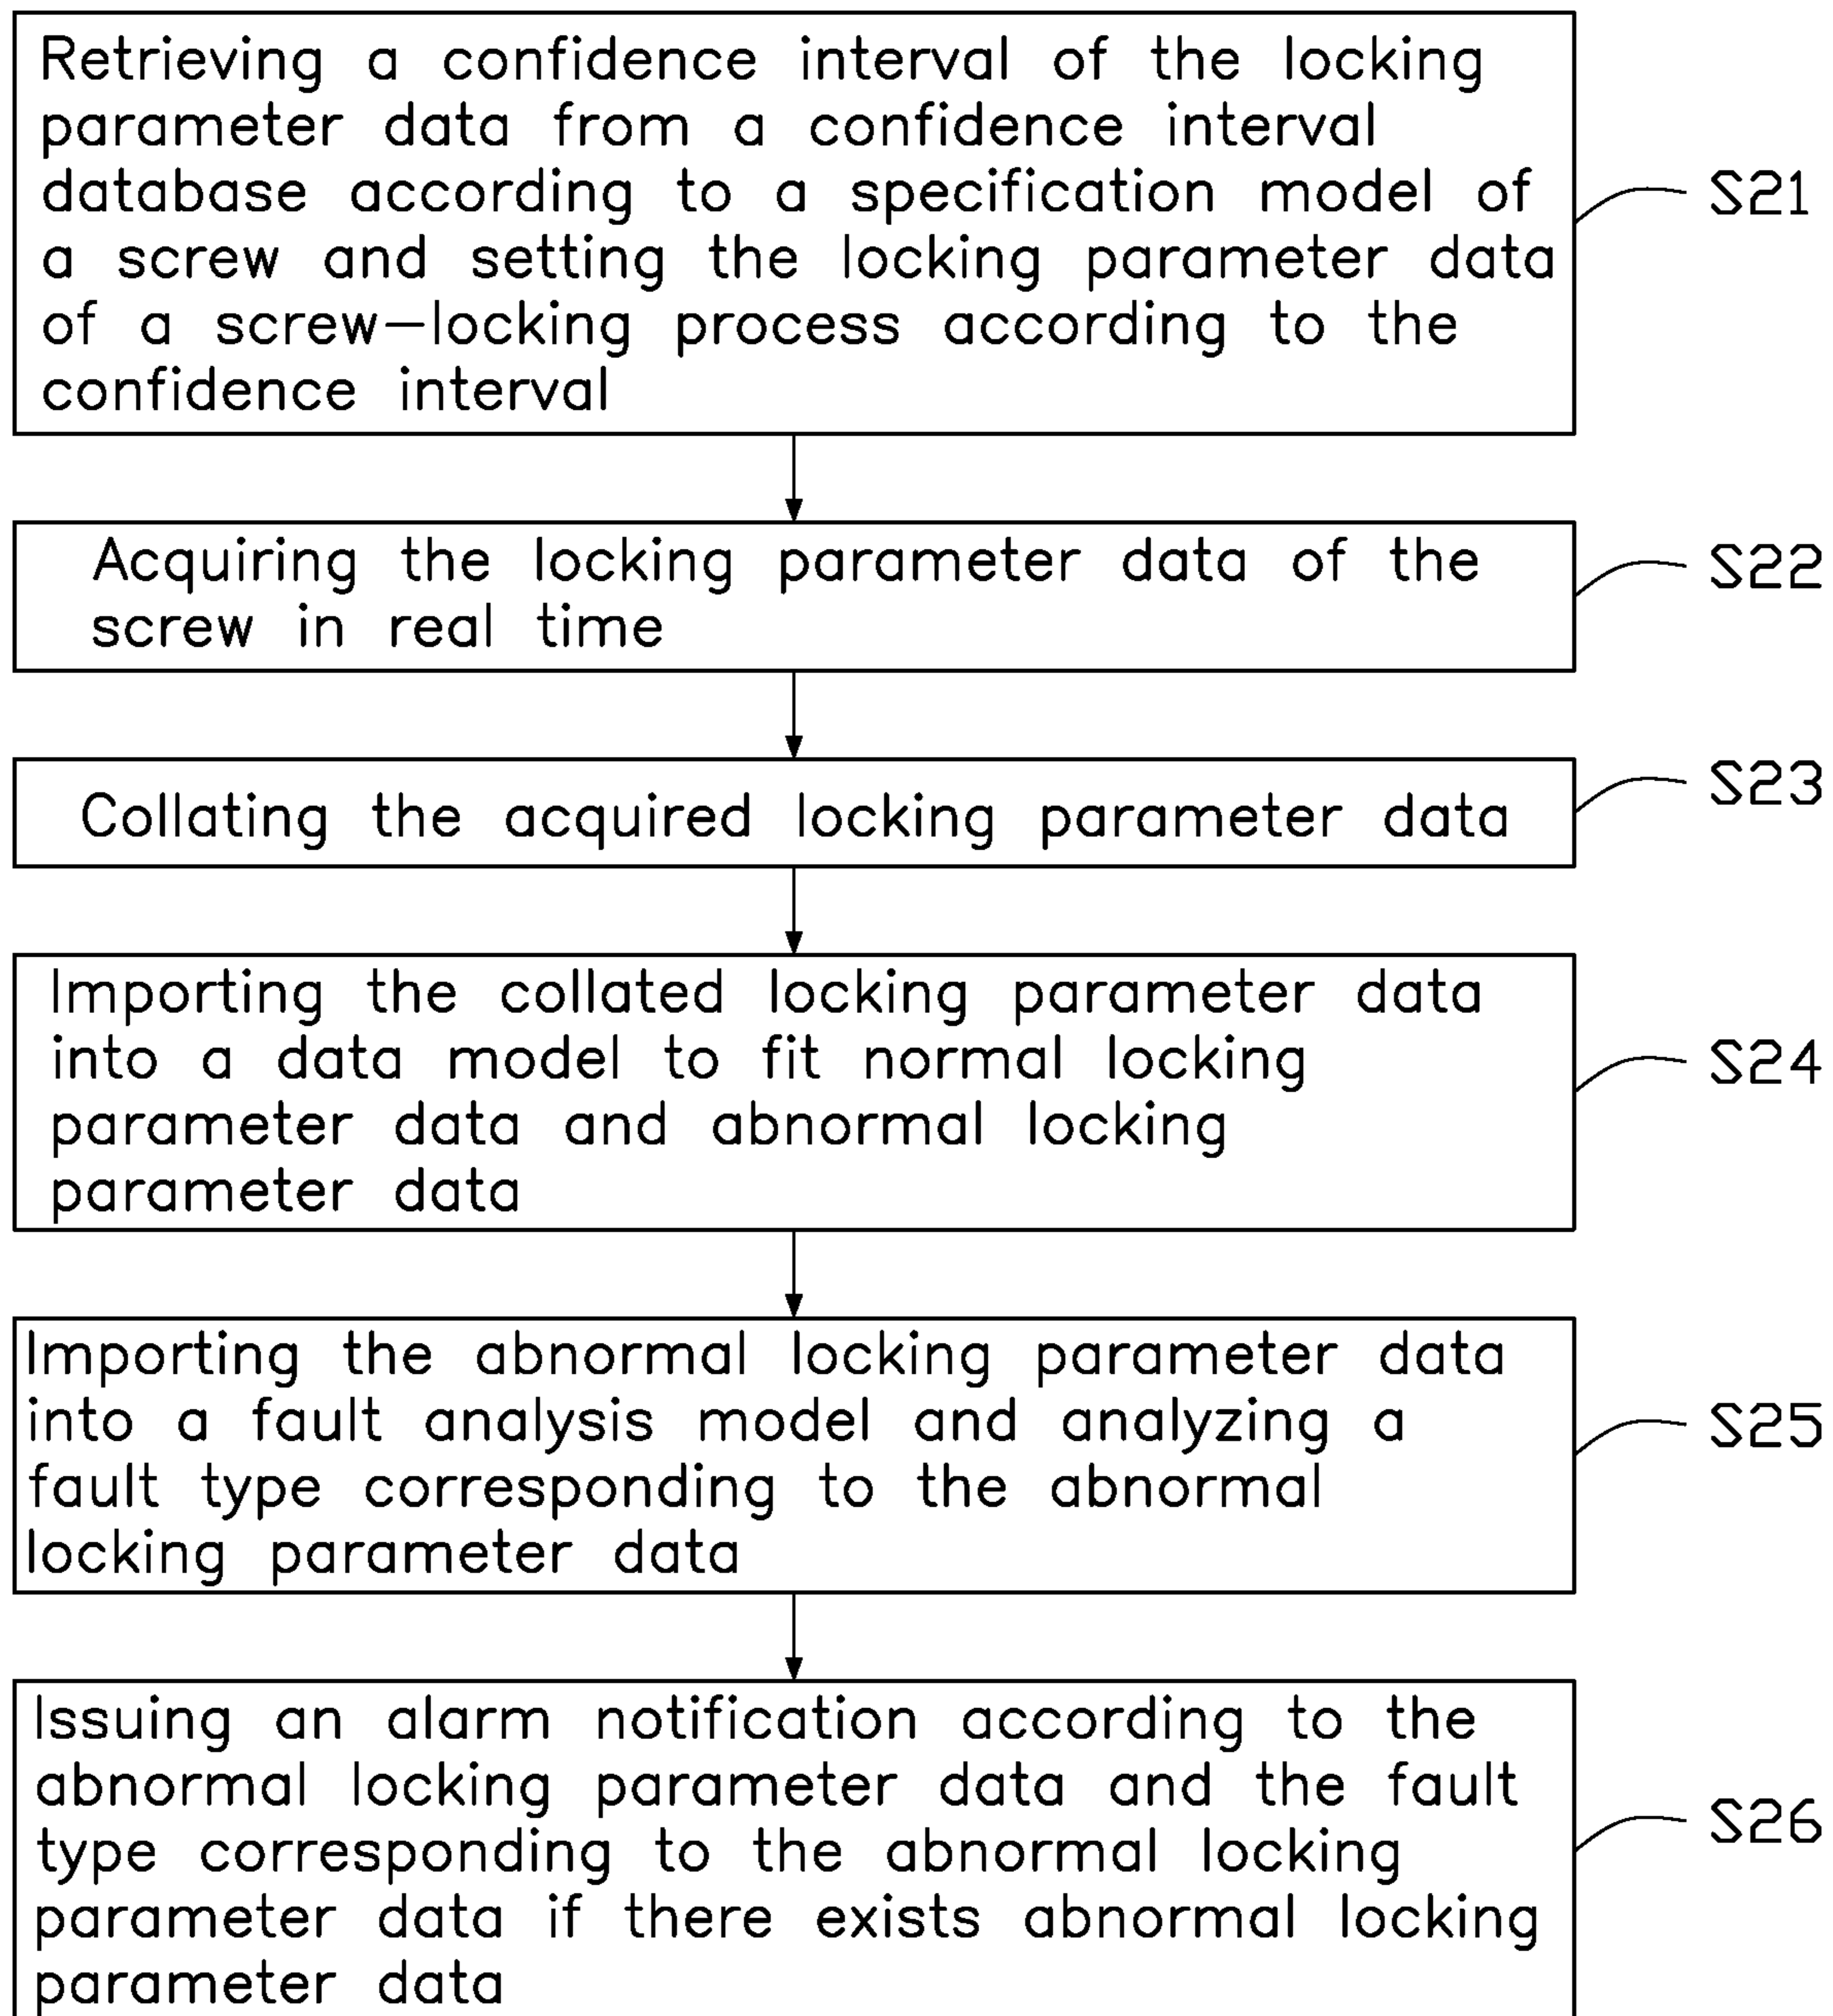 Retrieving a confidence interval of the locking
parameter data from a confidence interval
database according to a specification model of
a screw and setting the locking parameter data
of a screw—locking process according to the
confidence interval
S21
Acquiring the locking parameter data of the
screw in real time
S22
Collating the acquired locking parameter data
S23
Importing the collated locking parameter data
into a data model to fit normal locking
parameter data and abnormal locking
parameter data
S24
Importing the abnormal locking parameter data
into a fault analysis model and analyzing a
fault type corresponding to the abnormal
locking parameter data
S25
Issuing an alarm notification according to the
abnormal locking parameter data and the fault
type corresponding to the abnormal locking
parameter data if there exists abnormal locking
parameter data
S26